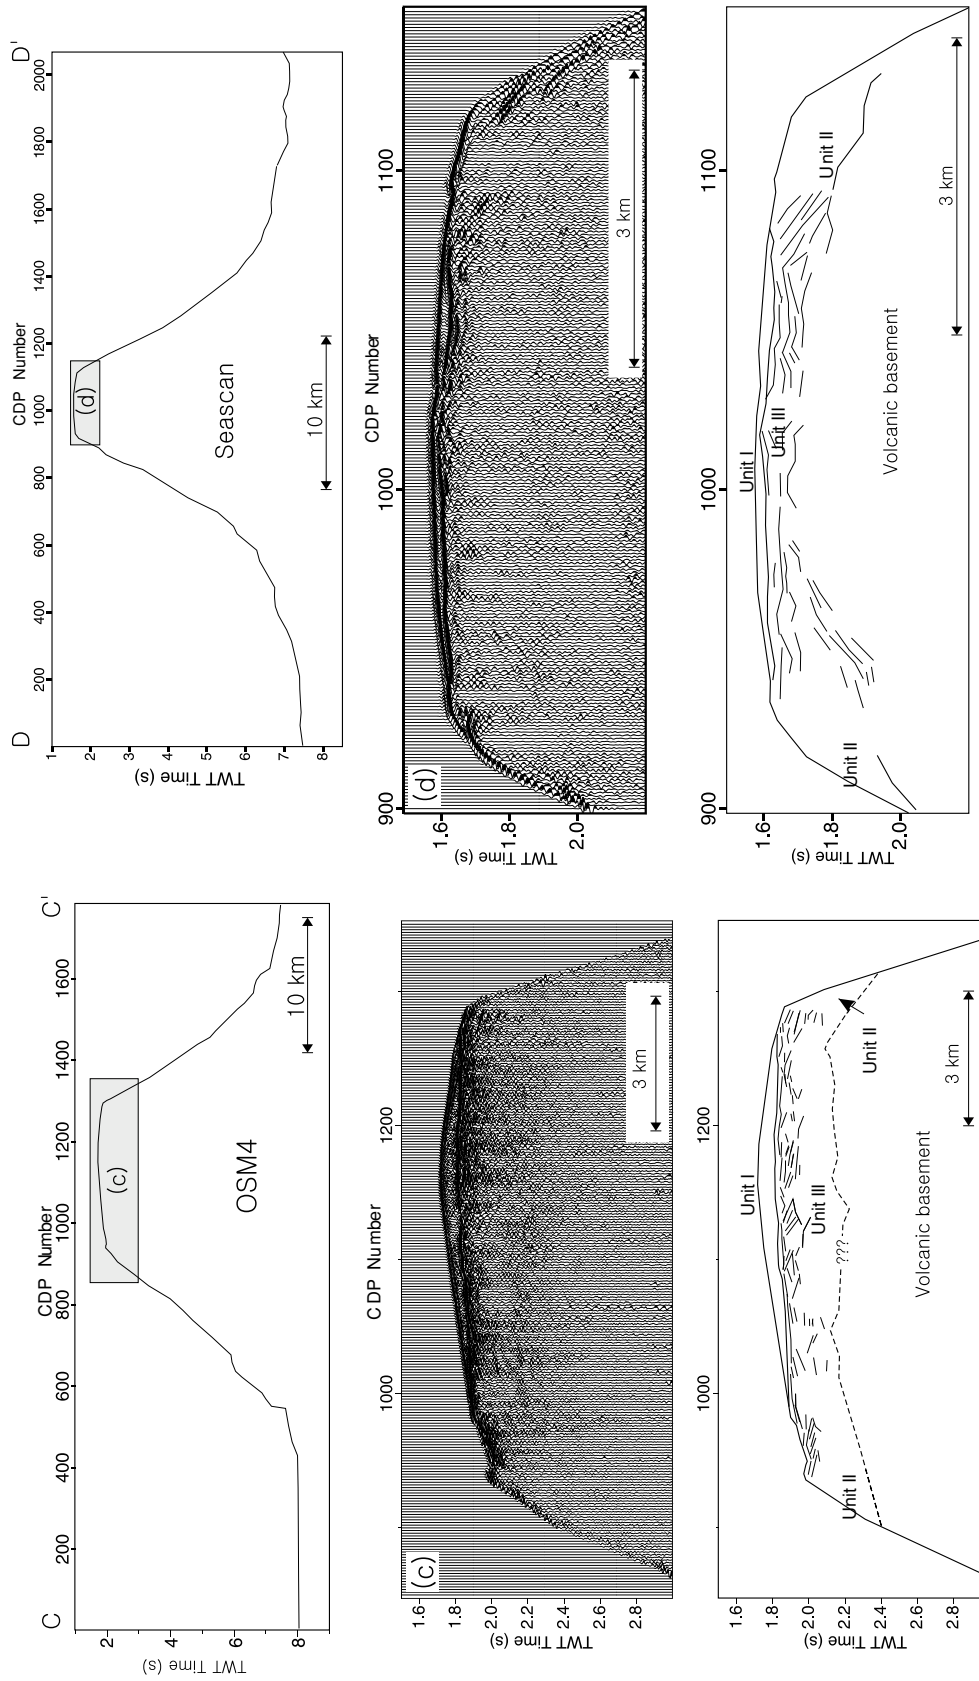 C
C'
CDP Number
200
400
600
800
1000
1200
1400
1600
2
4
6
8
TWT Time (s)
(c)
OSM4
10 km
D
D'
CDP Number
200
400
600
800
1000
1200
1400
1600
1800
2000
1
2
3
4
5
6
7
8
TWT Time (s)
(d)
Seascan
10 km
CDP Number
1000
1200
(c)
1.6
1.8
2.0
2.2
2.4
2.6
2.8
TWT Time (s)
3 km
CDP Number
900
1000
1100
(d)
1.6
1.8
2.0
TWT Time (s)
3 km
1000
1200
1.6
1.8
2.0
2.2
2.4
2.6
2.8
TWT Time (s)
Unit I
Unit III
Unit II
Unit II
???
Volcanic basement
3 km
900
1000
1100
1.6
1.8
2.0
TWT Time (s)
Unit I
Unit III
Unit II
Unit II
Volcanic basement
3 km